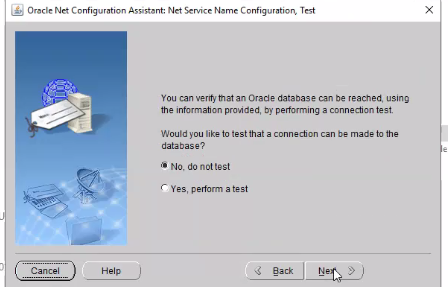 Oracle Net Configuration Assistant: Net Service Name Configuration, Test
You can verify that an Oracle database can be reached, using
the information provided, by performing a connection test.
Would you like to test that a connection can be made to the
database?
No, do not test
Yes, perform a test
Cancel
Help
Back
Next